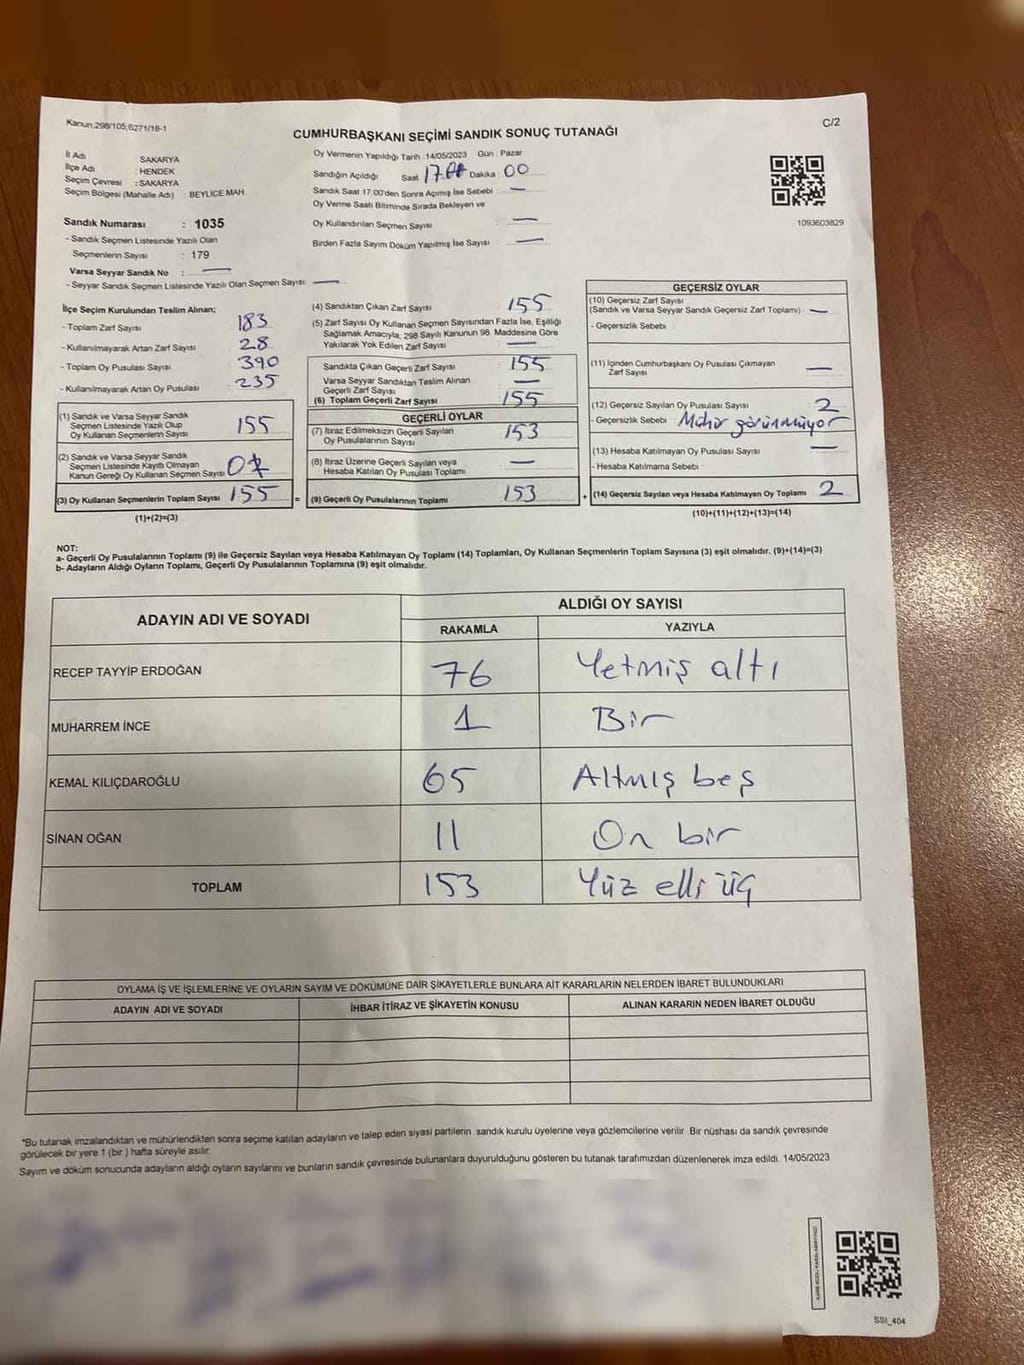 Kanun,298/105,6271/18-1
C/2
CUMHURBAŞKANI SEÇİMİ SANDIK SONUÇ TUTANAĞI
İl Adı SAKARYA
İlçe Adı : HENDEK
Seçim Çevresi : SAKARYA
Seçim Bölgesi (Mahalle Adı) : BEYLİCE MAH.
Sandık Numarası : 1035
- Sandık Seçmen Listesinde Yazılı Olan
Seçmenlerin Sayısı : 179
Varsa Seyyar Sandık No :
- Seyyar Sandık Seçmen Listesinde Yazılı Olan Seçmen Sayısı
Oy Vermenin Yapıldığı Tarih :14/05/2023 Gün : Pazar
Sandığın Açıldığı Saat 17.00 Dakika : 00
Sandık Saat 17.00'den Sonra Açımış İse Sebebi
Oy Verme Saati Bitiminde Sırada Bekleyen ve
Oy Kullandırılan Seçmen Sayısı
Birden Fazla Sayım Döküm Yapılmış İse Sayısı
1093603829
İlçe Seçim Kurulundan Teslim Alınan;
- Toplam Zarf Sayısı 183
- Kullanılmayarak Artan Zarf Sayısı 28
- Toplam Oy Pusulası Sayısı : 390
- Kullanılmayarak Artan Oy Pusulası : 235
(1) Sandık ve Varsa Seyyar Sandık
Seçmen Listesinde Yazılı Olup
Oy Kullanan Seçmenlerin Sayısı 155
(2) Sandık ve Varsa Seyyar Sandık
Seçmen Listesinde Kayıtlı Olmayan
Kanun Gereği Oy Kullanan Seçmen Sayısı
(3) Oy Kullanan Seçmenlerin Toplam Sayısı 155
(1)+(2)=(3)
(4) Sandıktan Çıkan Zarf Sayısı 155
(5) Zarf Sayısı Oy Kullanan Seçmen Sayısından Fazla İse, Eşitliği
Sağlamak Amacıyla, 298 Sayılı Kanunun 98. Maddesine Göre
Yakılarak Yok Edilen Zarf Sayısı
Sandıkta Çıkan Geçerli Zarf Sayısı : 155
Varsa Seyyar Sandıktan Teslim Alınan
Geçerli Zarf Sayısı
(6) Toplam Geçerli Zarf Sayısı : 155
GEÇERLİ OYLAR
(7) İtiraz Edilmeksizin Geçerli Sayılan
Oy Pusulalarının Sayısı : 153
(8) İtiraz Üzerine Geçerli Sayılan veya
Hesaba Katılan Oy Pusulası Toplamı
= (9) Geçerli Oy Pusulalarının Toplamı : 153
GEÇERSİZ OYLAR
(10) Geçersiz Zarf Sayısı
(Sandık ve Varsa Seyyar Sandık Geçersiz Zarf Toplamı) :
- Geçersizlik Sebebi :
(11) İçinden Cumhurbaşkanı Oy Pusulası Çıkmayan
Zarf Sayısı
(12) Geçersiz Sayılan Oy Pusulası Sayısı 2
- Geçersizlik Sebebi Mühür görünmüyor
(13) Hesaba Katılmayan Oy Pusulası Sayısı :
- Hesaba Katılmama Sebebi :
+ (14) Geçersiz Sayılan veya Hesaba Katılmayan Oy Toplamı 2
(10)+(11)+(12)+(13)=(14)
NOT:
a- Geçerli Oy Pusulalarının Toplamı (9) ile Geçersiz Sayılan veya Hesaba Katılmayan Oy Toplamı (14) Toplamları, Oy Kullanan Seçmenlerin Toplam Sayısına (3) eşit olmalıdır. (9)+(14)=(3)
b- Adayların Aldığı Oyların Toplamı, Geçerli Oy Pusulalarının Toplamına (9) eşit olmalıdır.
ADAYIN ADI VE SOYADI ALDIĞI OY SAYISI
RAKAMLA YAZIYLA
RECEP TAYYİP ERDOĞAN 76 Yetmiş altı
MUHARREM İNCE 1 Bir
KEMAL KILIÇDAROĞLU 65 Altmış beş
SİNAN OĞAN 11 On bir
TOPLAM 153 Yüz elli üç
OYLAMA İŞ VE İŞLEMLERİNE VE OYLARIN SAYIM VE DÖKÜMÜNE DAİR ŞİKAYETLERLE BUNLARA AİT KARARLARIN NELERDEN İBARET BULUNDUKLARI
ADAYIN ADI VE SOYADI İHBAR İTİRAZ VE ŞİKAYETİN KONUSU ALINAN KARARIN NEDEN İBARET OLDUĞU
*Bu tutanak imzalandıktan ve mühürlendikten sonra seçime katılan adayların ve talep eden siyasi partilerin sandık kurulu üyelerine veya gözlemcilerine verilir. Bir nüshası da sandık çevresinde
görülecek bir yere 1 (bir) hafta süreyle asılır.
Sayım ve döküm sonucunda adayların aldığı oyların sayılarını ve bunların sandık çevresinde bulunanlara duyurulduğunu gösteren bu tutanak tarafımızdan düzenlenerek imza edildi. 14/05/2023
SSI_404